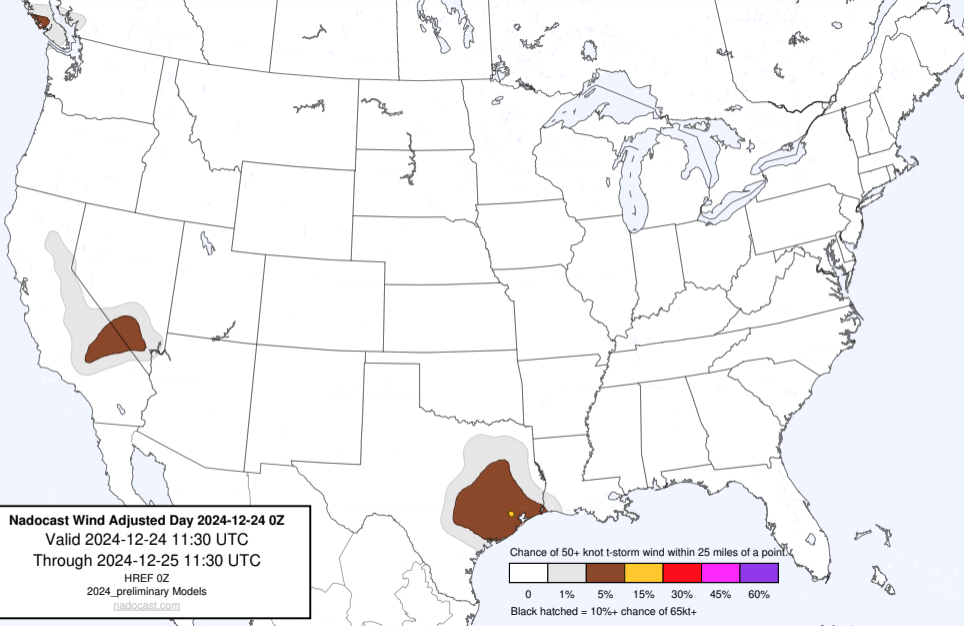 Nadocast Wind Adjusted Day 2024-12-24 0Z
Valid 2024-12-24 11:30 UTC
Through 2024-12-25 11:30 UTC
HREF 0Z
2024_preliminary Models
nadocast.com
Chance of 50+ knot t-storm wind within 25 miles of a point.
0 1% 5% 15% 30% 45% 60%
Black hatched = 10%+ chance of 65kt+